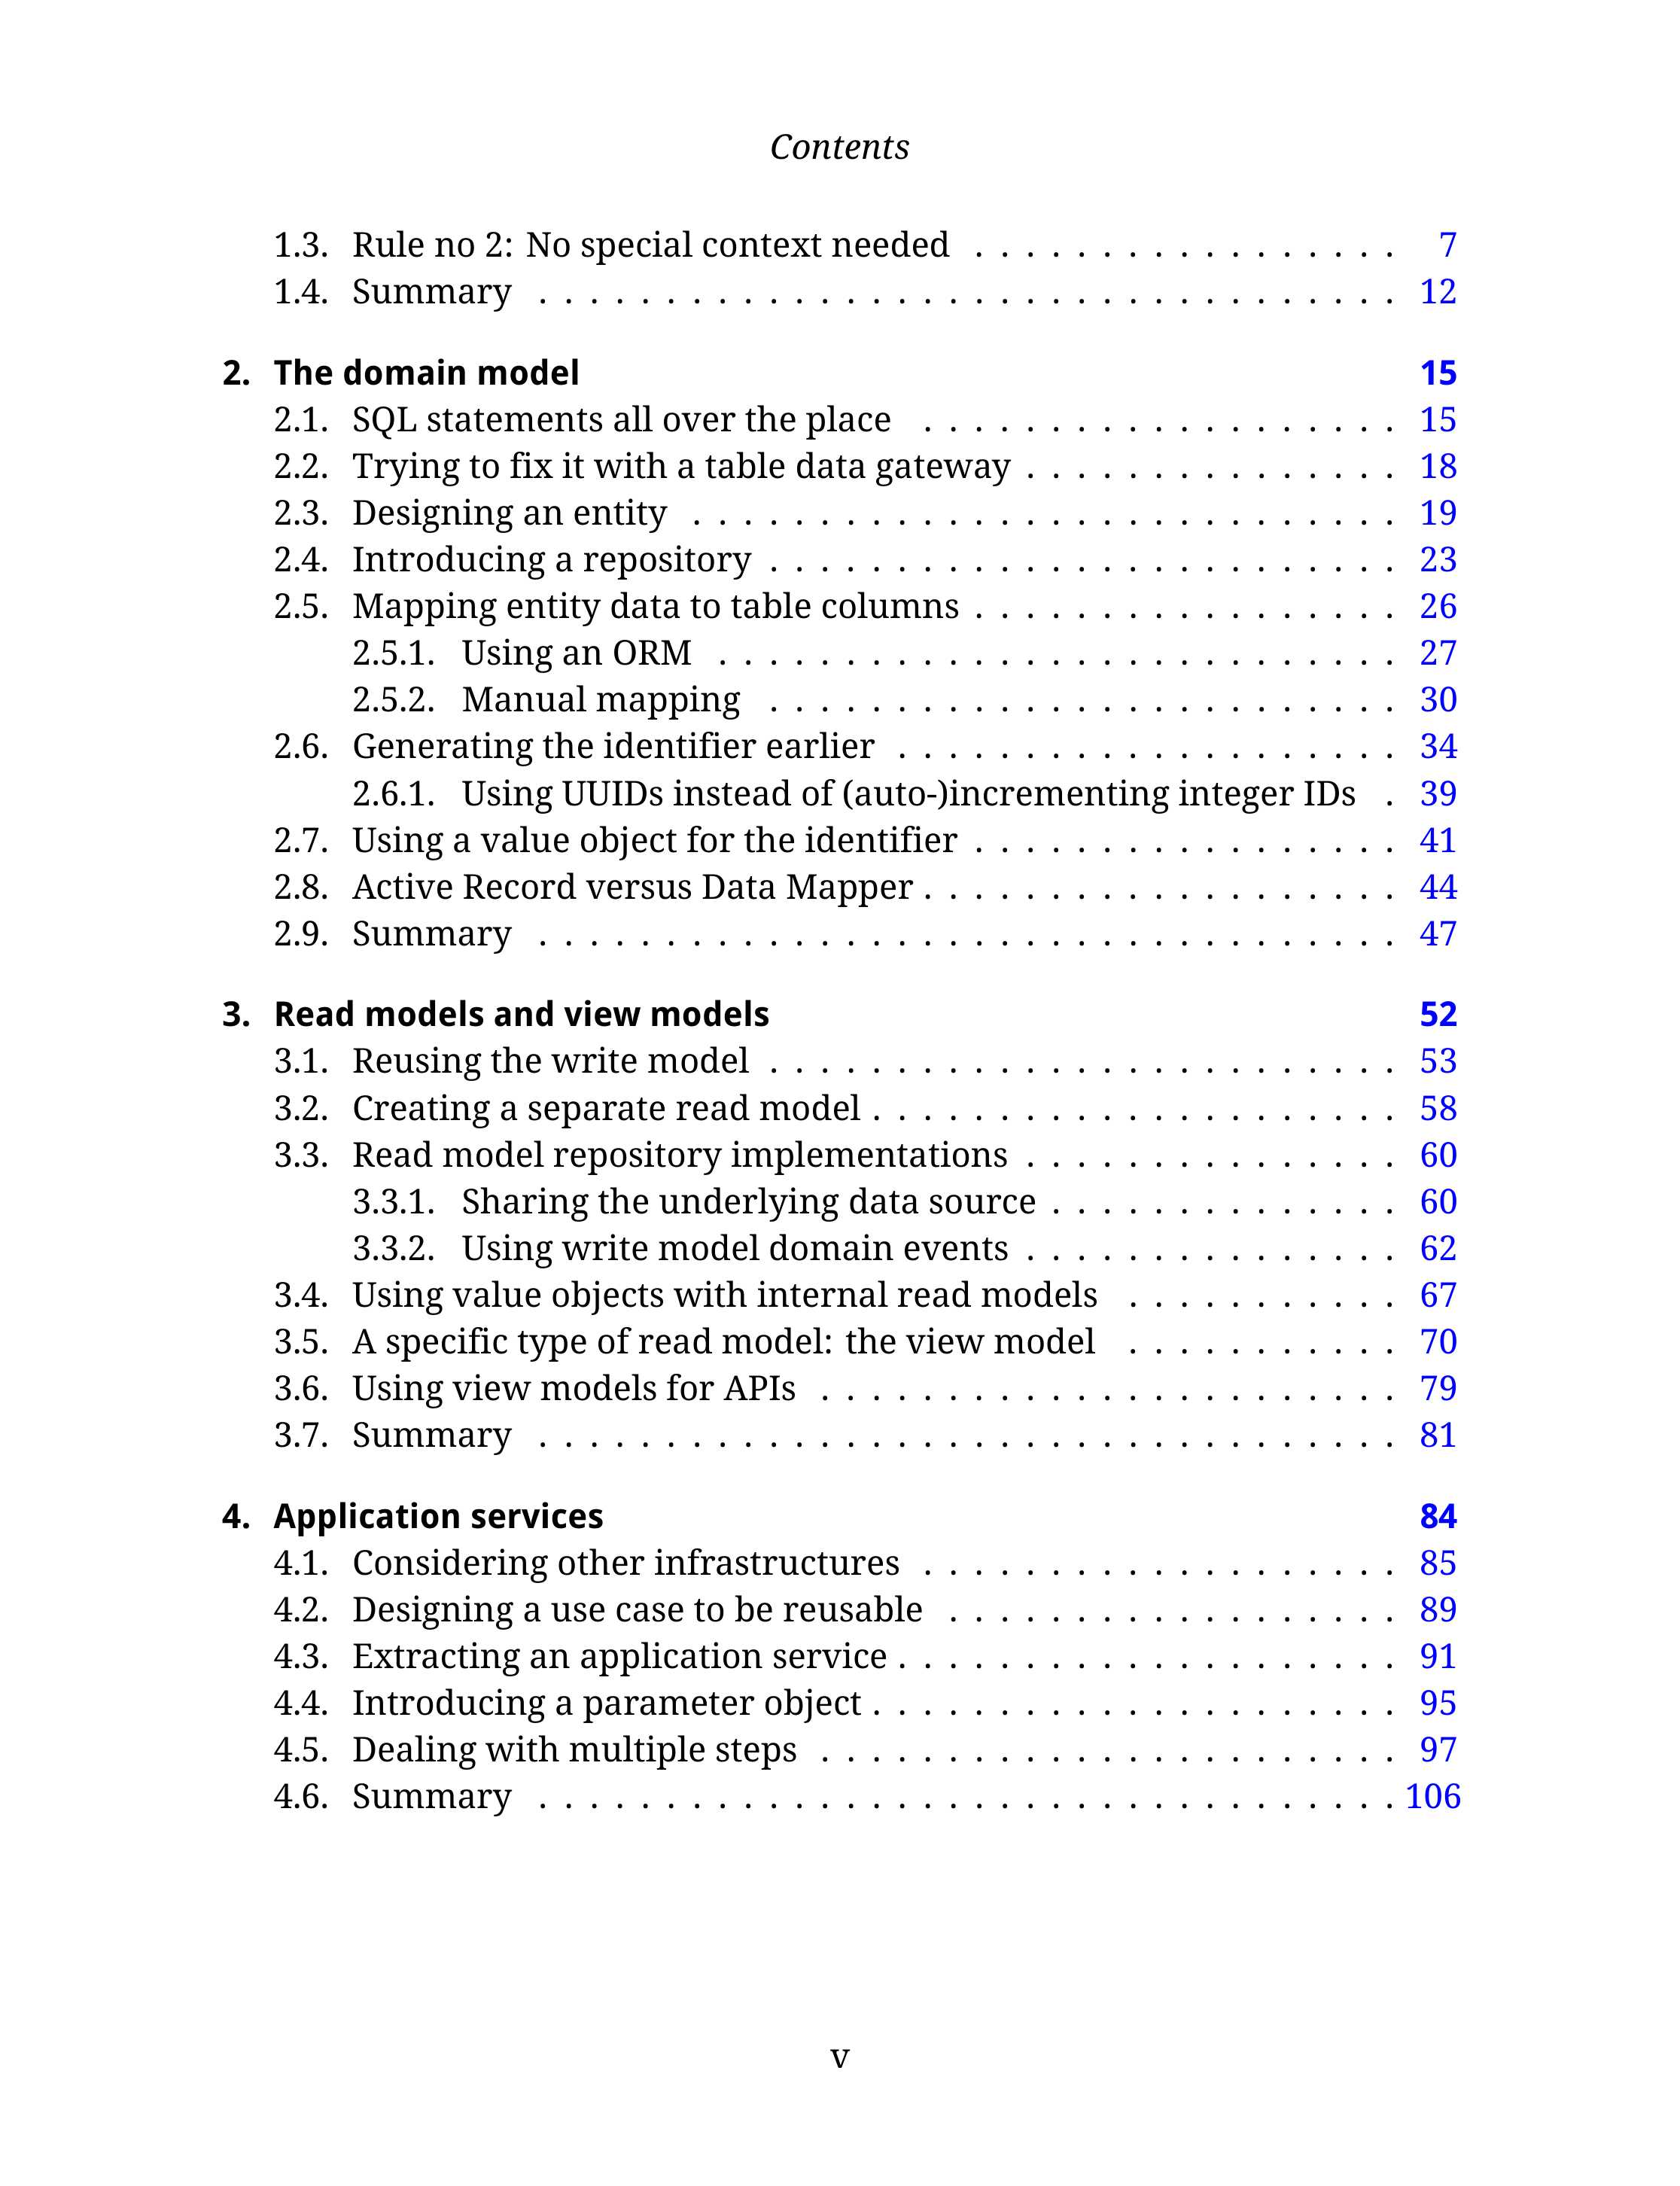 Contents
1.3. Rule no 2: No special context needed . . . . . . . . . . . . . . . . . 7
1.4. Summary . . . . . . . . . . . . . . . . . . . . . . . . . . . . . . . . . . 12
2. The domain model 15
2.1. SQL statements all over the place . . . . . . . . . . . . . . . . . . . 15
2.2. Trying to fix it with a table data gateway . . . . . . . . . . . . . . . 18
2.3. Designing an entity . . . . . . . . . . . . . . . . . . . . . . . . . . . . 19
2.4. Introducing a repository . . . . . . . . . . . . . . . . . . . . . . . . . 23
2.5. Mapping entity data to table columns . . . . . . . . . . . . . . . . . 26
2.5.1. Using an ORM . . . . . . . . . . . . . . . . . . . . . . . . . . . 27
2.5.2. Manual mapping . . . . . . . . . . . . . . . . . . . . . . . . . 30
2.6. Generating the identifier earlier . . . . . . . . . . . . . . . . . . . . 34
2.6.1. Using UUIDs instead of (auto-)incrementing integer IDs . 39
2.7. Using a value object for the identifier . . . . . . . . . . . . . . . . . 41
2.8. Active Record versus Data Mapper . . . . . . . . . . . . . . . . . . . 44
2.9. Summary . . . . . . . . . . . . . . . . . . . . . . . . . . . . . . . . . . 47
3. Read models and view models 52
3.1. Reusing the write model . . . . . . . . . . . . . . . . . . . . . . . . . 53
3.2. Creating a separate read model . . . . . . . . . . . . . . . . . . . . . 58
3.3. Read model repository implementations . . . . . . . . . . . . . . . 60
3.3.1. Sharing the underlying data source . . . . . . . . . . . . . . 60
3.3.2. Using write model domain events . . . . . . . . . . . . . . . 62
3.4. Using value objects with internal read models . . . . . . . . . . . 67
3.5. A specific type of read model: the view model . . . . . . . . . . . 70
3.6. Using view models for APIs . . . . . . . . . . . . . . . . . . . . . . . 79
3.7. Summary . . . . . . . . . . . . . . . . . . . . . . . . . . . . . . . . . . 81
4. Application services 84
4.1. Considering other infrastructures . . . . . . . . . . . . . . . . . . . 85
4.2. Designing a use case to be reusable . . . . . . . . . . . . . . . . . . 89
4.3. Extracting an application service . . . . . . . . . . . . . . . . . . . . 91
4.4. Introducing a parameter object . . . . . . . . . . . . . . . . . . . . . 95
4.5. Dealing with multiple steps . . . . . . . . . . . . . . . . . . . . . . . 97
4.6. Summary . . . . . . . . . . . . . . . . . . . . . . . . . . . . . . . . . . 106
v